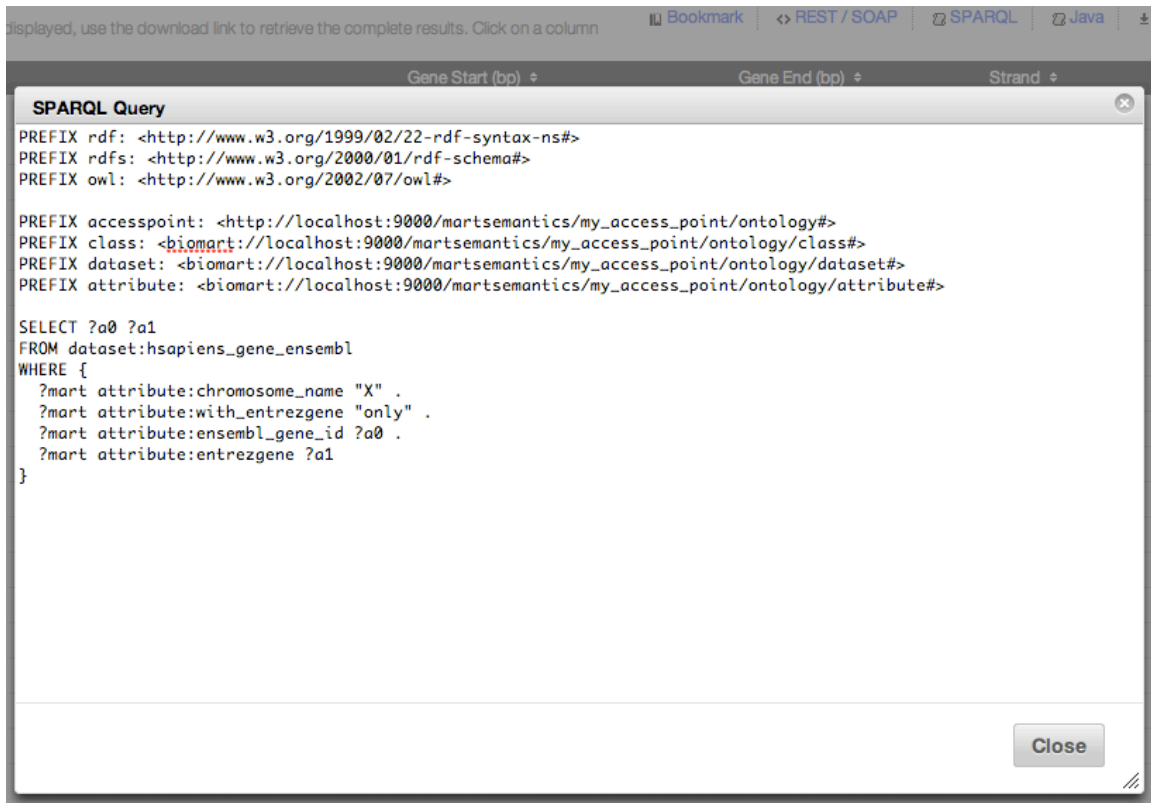 displayed, use the download link to retrieve the complete results. Click on a column
Bookmark REST / SOAP SPARQL Java
Gene Start (bp) Gene End (bp) Strand
SPARQL Query
PREFIX rdf: <http://www.w3.org/1999/02/22-rdf-syntax-ns#>
PREFIX rdfs: <http://www.w3.org/2000/01/rdf-schema#>
PREFIX owl: <http://www.w3.org/2002/07/owl#>
PREFIX accesspoint: <http://localhost:9000/martsemantics/my_access_point/ontology#>
PREFIX class: <biomart://localhost:9000/martsemantics/my_access_point/ontology/class#>
PREFIX dataset: <biomart://localhost:9000/martsemantics/my_access_point/ontology/dataset#>
PREFIX attribute: <biomart://localhost:9000/martsemantics/my_access_point/ontology/attribute#>
SELECT ?a0 ?a1
FROM dataset:hsapiens_gene_ensembl
WHERE {
?mart attribute:chromosome_name "X" .
?mart attribute:with_entrezgene "only" .
?mart attribute:ensembl_gene_id ?a0 .
?mart attribute:entrezgene ?a1
}
Close